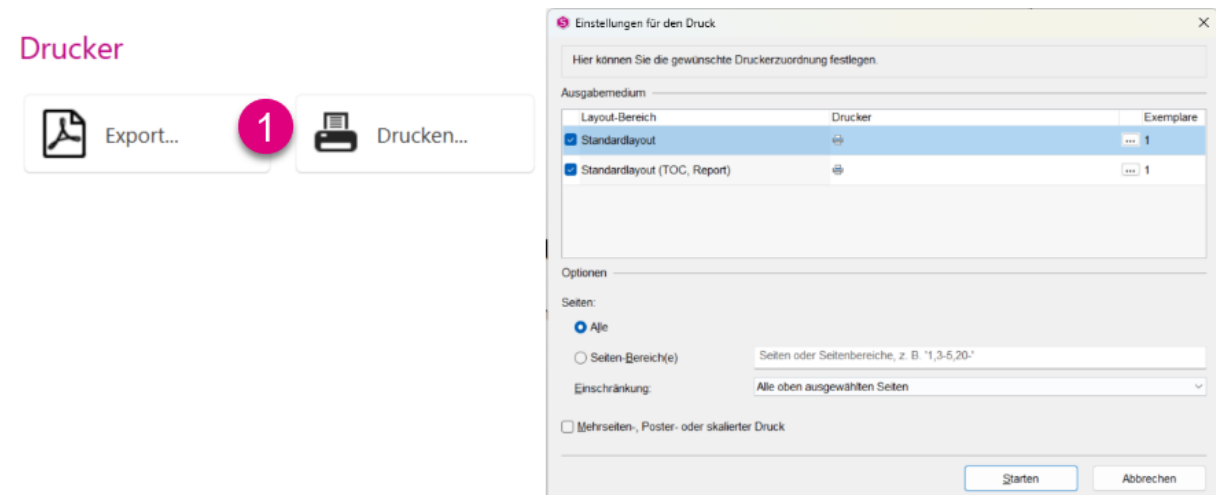 Drucker
Export...
1
Drucken...
Einstellungen für den Druck
Hier können Sie die gewünschte Druckerzuordnung festlegen.
Ausgabemedium
Layout-Bereich Drucker Exemplare
Standardlayout ... 1
Standardlayout (TOC, Report) ... 1
Optionen
Seiten:
Alle
Seiten-Bereich(e) Seiten oder Seitenbereiche, z. B. '1,3-5,20-'
Einschränkung: Alle oben ausgewählten Seiten
Mehrseiten-, Poster- oder skalierter Druck
Starten Abbrechen